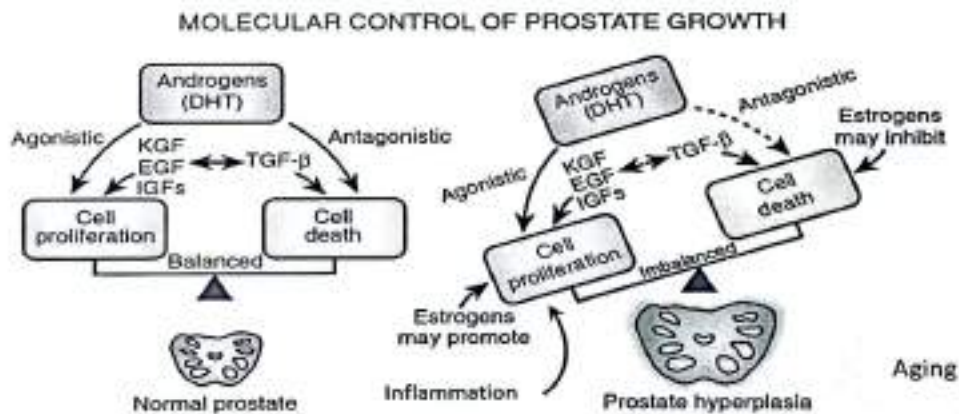 MOLECULAR CONTROL OF PROSTATE GROWTH
Androgens
(DHT)
Agonistic
Antagonistic
KGF
EGF
IGFs
TGF-β
Cell
proliferation
Cell
death
Balanced
Normal prostate
Androgens
(DHT)
Antagonistic
Estrogens
may inhibit
Agonistic
KGF
EGF
IGFs
TGF-β
Cell
death
Cell
proliferation
Imbalanced
Estrogens
may promote
Inflammation
Prostate hyperplasia
Aging